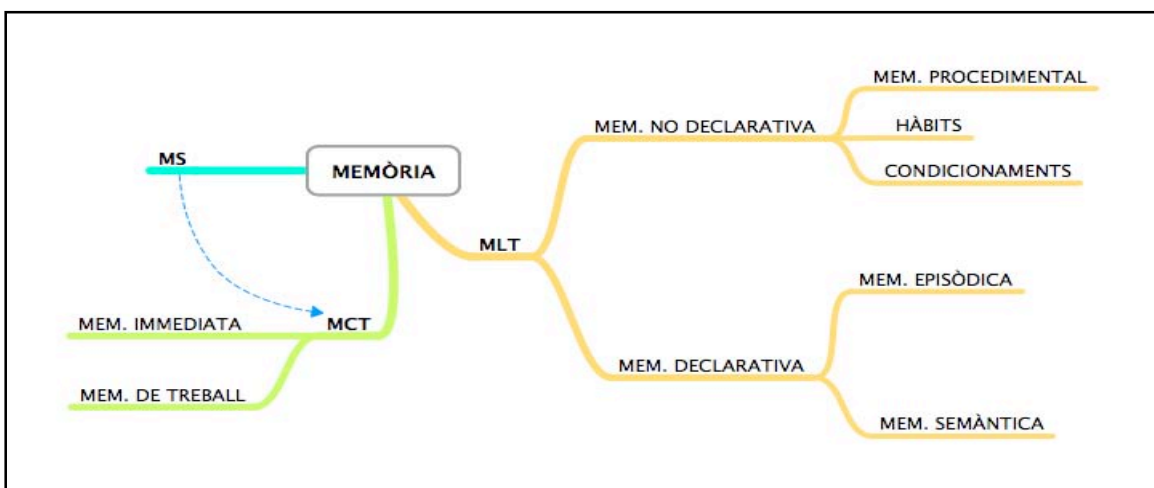 MEMÒRIA
MS
MCT
MEM. IMMEDIATA
MEM. DE TREBALL
MLT
MEM. NO DECLARATIVA
MEM. PROCEDIMENTAL
HÀBITS
CONDICIONAMENTS
MEM. DECLARATIVA
MEM. EPISÒDICA
MEM. SEMÀNTICA